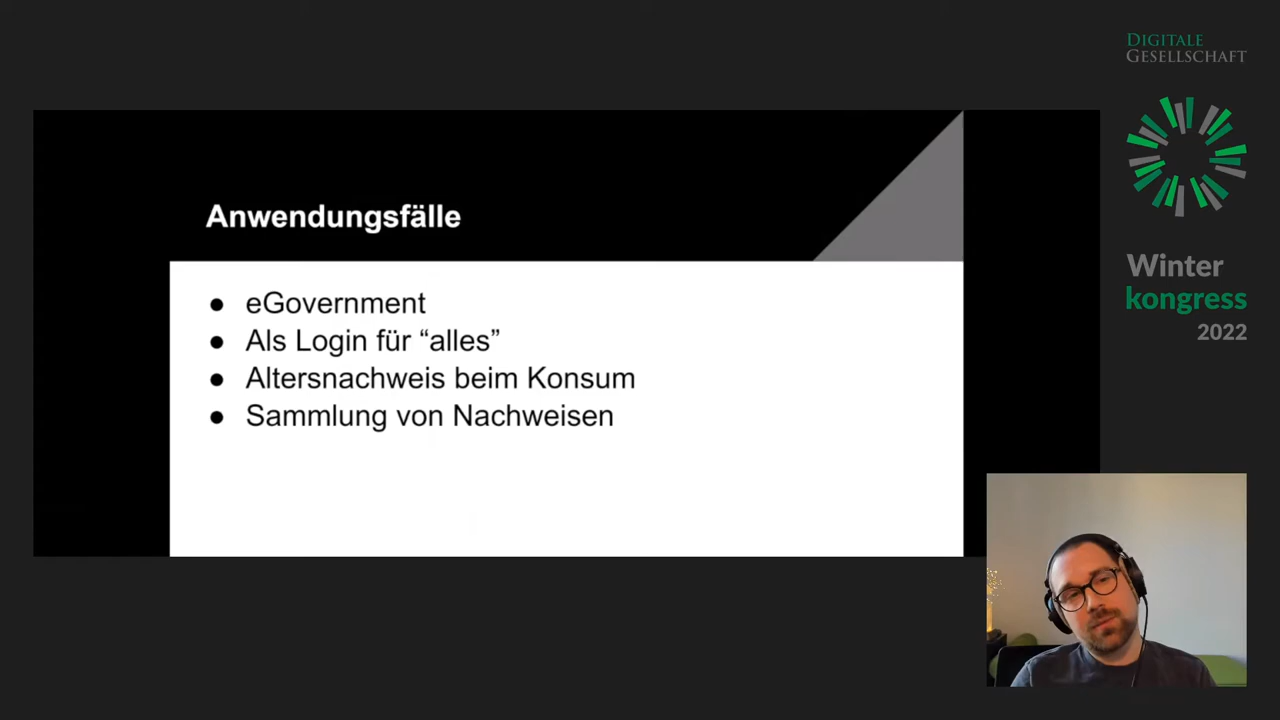 DIGITALE
GESELLSCHAFT
Anwendungsfälle
● eGovernment
● Als Login für “alles”
● Altersnachweis beim Konsum
● Sammlung von Nachweisen
Winter
kongress
2022